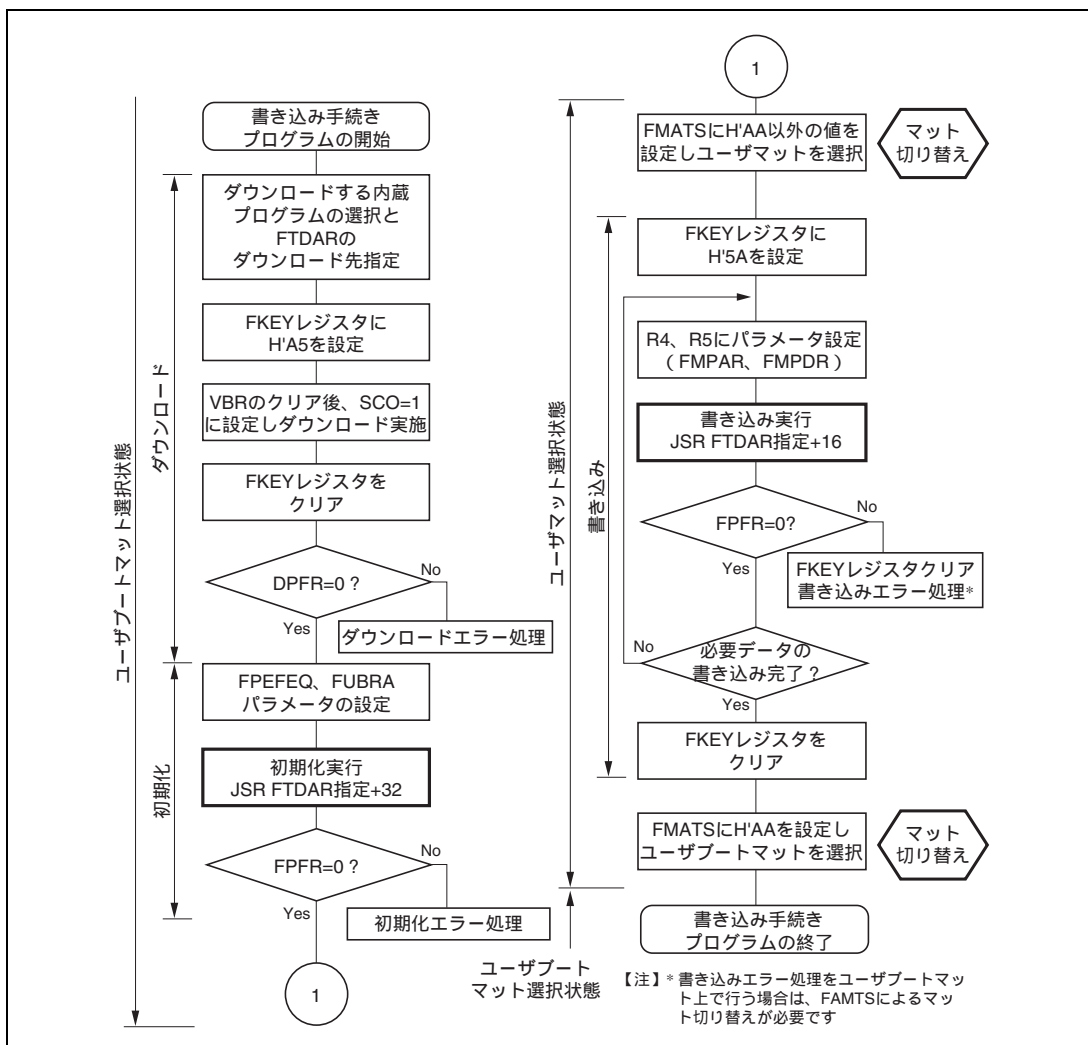 書き込み手続き
プログラムの開始
ダウンロードする内蔵
プログラムの選択と
FTDARの
ダウンロード先指定
FKEYレジスタに
H'A5を設定
VBRのクリア後、SCO=1
に設定しダウンロード実施
FKEYレジスタを
クリア
DPFR=0？
No
Yes
ダウンロードエラー処理
FPEFEQ、FUBRA
パラメータの設定
初期化実行
JSR FTDAR指定+32
FPFR=0？
No
Yes
初期化エラー処理
1
ユーザブートマット選択状態
ダウンロード
初期化
1
FMATSにH'AA以外の値を
設定しユーザマットを選択
マット
切り替え
FKEYレジスタに
H'5Aを設定
R4、R5にパラメータ設定
（FMPAR、FMPDR）
書き込み実行
JSR FTDAR指定+16
FPFR=0?
No
Yes
FKEYレジスタクリア
書き込みエラー処理*
必要データの
書き込み完了？
No
Yes
FKEYレジスタを
クリア
FMATSにH'AAを設定し
ユーザブートマットを選択
マット
切り替え
書き込み手続き
プログラムの終了
ユーザマット選択状態
書き込み
ユーザブート
マット選択状態
【注】* 書き込みエラー処理をユーザブートマッ
ト上で行う場合は、FAMTSによるマッ
ト切り替えが必要です